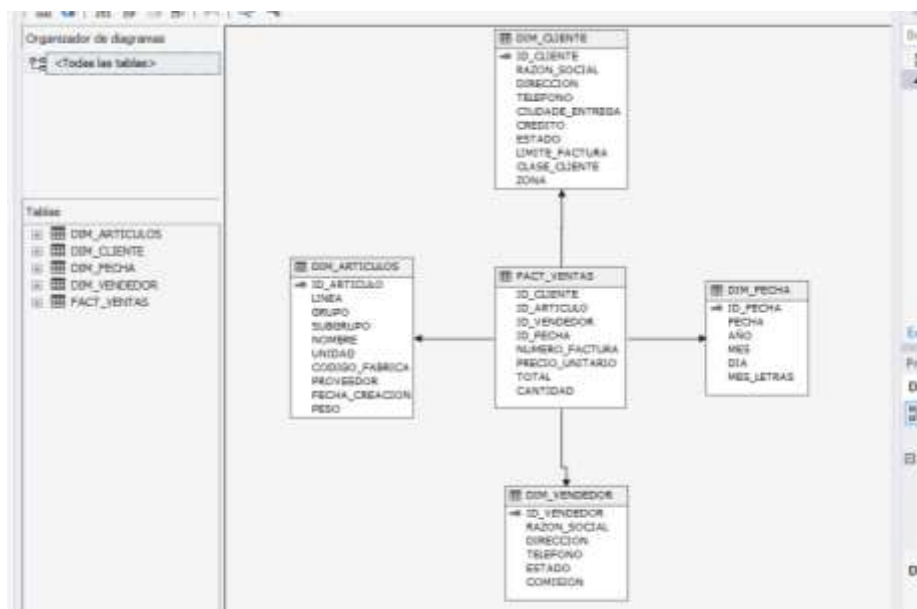 Organizador de diagramas
<Todas las tablas>
Tablas
DIM_ARTICULOS
DIM_CLIENTE
DIM_FECHA
DIM_VENDEDOR
FACT_VENTAS
DIM_CLIENTE
ID_CLIENTE
RAZON_SOCIAL
DIRECCION
TELEFONO
CIUDADE_ENTREGA
CREDITO
ESTADO
LIMITE_FACTURA
CLASE_CLIENTE
ZONA
DIM_ARTICULOS
ID_ARTICULO
LINEA
GRUPO
SUBGRUPO
NOMBRE
UNIDAD
CODIGO_FABRICA
PROVEEDOR
FECHA_CREACION
PESO
FACT_VENTAS
ID_CLIENTE
ID_ARTICULO
ID_VENDEDOR
ID_FECHA
NUMERO_FACTURA
PRECIO_UNITARIO
TOTAL
CANTIDAD
DIM_FECHA
ID_FECHA
FECHA
AÑO
MES
DIA
MES_LETRAS
DIM_VENDEDOR
ID_VENDEDOR
RAZON_SOCIAL
DIRECCION
TELEFONO
ESTADO
COMISION